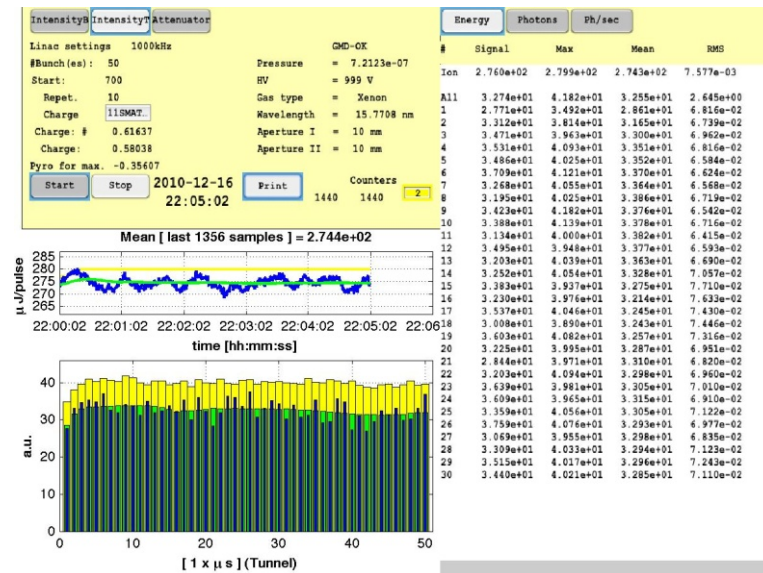 IntensityB IntensityT Attenuator
Linac settings 1000kHz GMD-OK
#Bunch(es): 50 Pressure = 7.2123e-07
Start: 700 HV = 999 V
Repet. 10 Gas type = Xenon
Charge 11SMAT.. Wavelength = 15.7708 nm
Charge: # 0.61637 Aperture I = 10 mm
Charge: 0.58038 Aperture II = 10 mm
Pyro for max. -0.35607
Start Stop 2010-12-16 Print Counters
22:05:02 1440 1440 2
Mean [ last 1356 samples ] = 2.744e+02
μ J/pulse
285
280
275
270
265
22:00:02 22:01:02 22:02:02 22:03:02 22:04:02 22:05:02 22:06
time [hh:mm:ss]
a.u.
40
30
20
10
0
0 10 20 30 40 50
[ 1 x μ s ] (Tunnel)
Energy Photons Ph/sec
# Signal Max Mean RMS
Ion 2.760e+02 2.799e+02 2.743e+02 7.577e-03
All 3.274e+01 4.182e+01 3.255e+01 2.645e+00
1 2.771e+01 3.492e+01 2.861e+01 6.816e-02
2 3.312e+01 3.814e+01 3.165e+01 6.739e-02
3 3.471e+01 3.963e+01 3.300e+01 6.962e-02
4 3.531e+01 4.093e+01 3.351e+01 6.816e-02
5 3.486e+01 4.025e+01 3.352e+01 6.584e-02
6 3.709e+01 4.121e+01 3.370e+01 6.624e-02
7 3.268e+01 4.055e+01 3.364e+01 6.568e-02
8 3.195e+01 4.025e+01 3.386e+01 6.719e-02
9 3.423e+01 4.182e+01 3.376e+01 6.542e-02
10 3.388e+01 4.139e+01 3.378e+01 6.716e-02
11 3.134e+01 4.000e+01 3.382e+01 6.415e-02
12 3.495e+01 3.948e+01 3.377e+01 6.593e-02
13 3.203e+01 4.039e+01 3.363e+01 6.690e-02
14 3.252e+01 4.054e+01 3.328e+01 7.057e-02
15 3.383e+01 3.937e+01 3.275e+01 7.710e-02
16 3.230e+01 3.976e+01 3.214e+01 7.633e-02
17 3.537e+01 4.046e+01 3.245e+01 7.430e-02
18 3.008e+01 3.890e+01 3.243e+01 7.446e-02
19 3.603e+01 4.082e+01 3.257e+01 7.316e-02
20 3.225e+01 3.995e+01 3.287e+01 6.951e-02
21 2.844e+01 3.971e+01 3.310e+01 6.820e-02
22 3.203e+01 4.094e+01 3.298e+01 6.960e-02
23 3.639e+01 3.981e+01 3.305e+01 7.010e-02
24 3.609e+01 3.965e+01 3.315e+01 6.910e-02
25 3.359e+01 4.056e+01 3.305e+01 7.122e-02
26 3.759e+01 4.076e+01 3.293e+01 6.977e-02
27 3.069e+01 3.955e+01 3.298e+01 6.835e-02
28 3.309e+01 4.033e+01 3.294e+01 7.123e-02
29 3.515e+01 4.017e+01 3.296e+01 7.243e-02
30 3.440e+01 4.021e+01 3.285e+01 7.110e-02